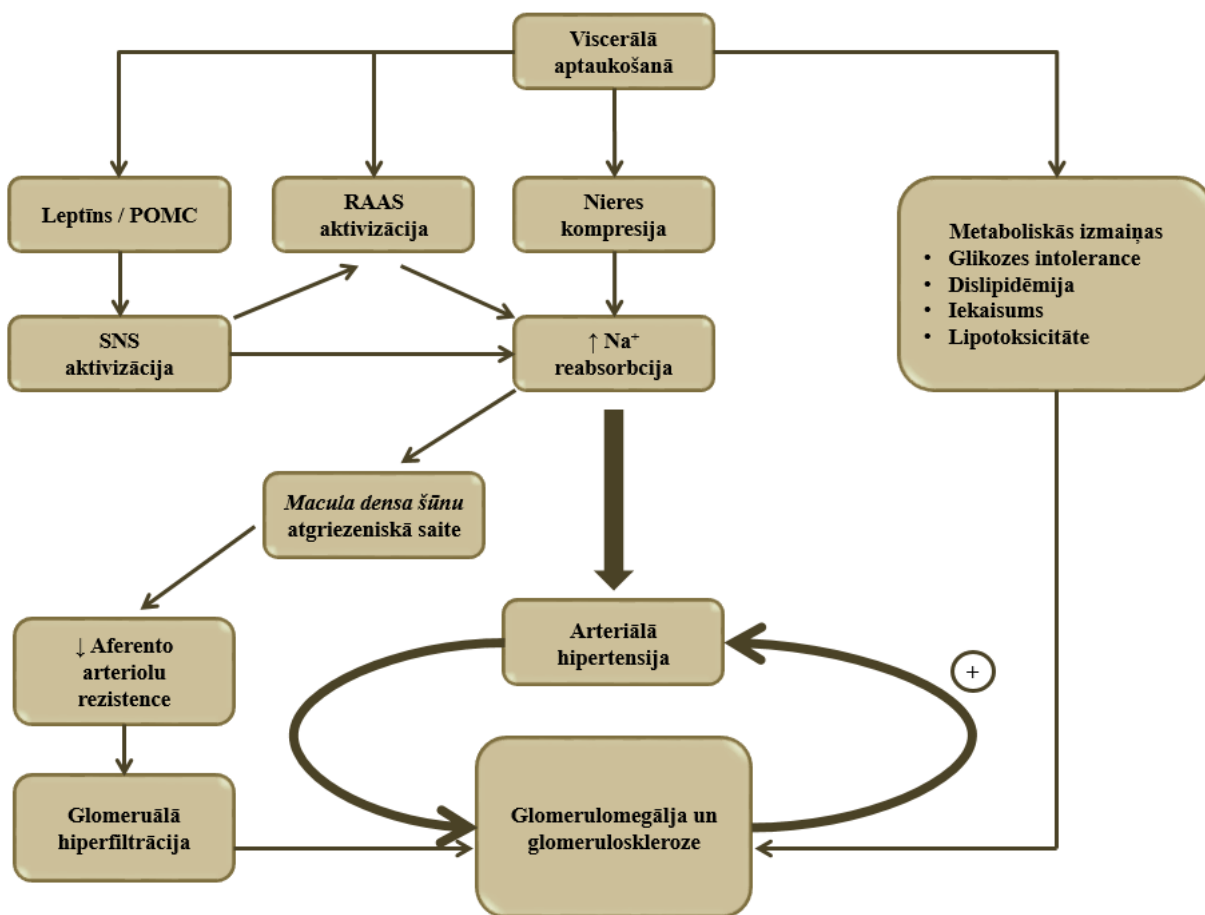 Viscerālā
aptaukošanā
Leptīns / POMC
RAAS
aktivizācija
Nieres
kompresija
Metaboliskās izmaiņas
• Glikozes intolerance
• Dislipidēmija
• Iekaisums
• Lipotoksicitāte
SNS
aktivizācija
↑ Na⁺
reabsorbcija
Macula densa šūnu
atgriezeniskā saite
↓ Aferento
arteriolu
rezistence
Arteriālā
hipertensija
+
Glomeruālā
hiperfiltrācija
Glomerulomegālja un
glomeruloskleroze